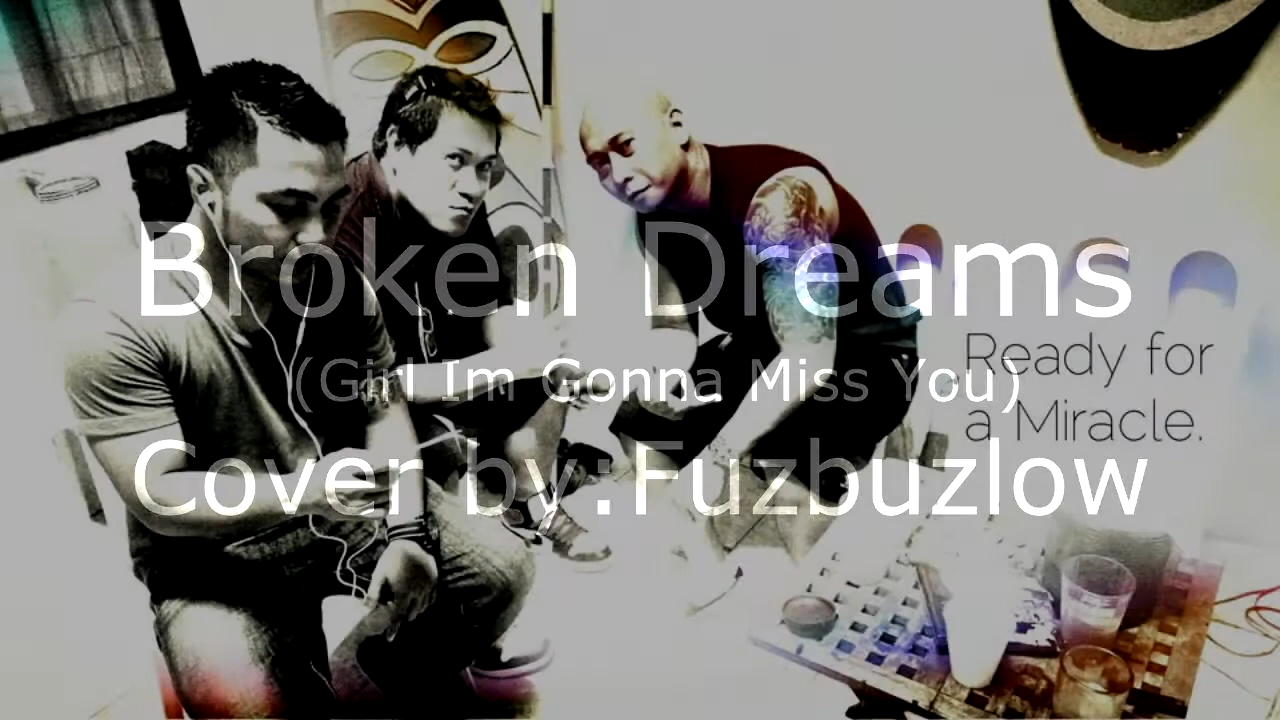 Broken Dreams
(Girl Im Gonna Miss You)
Ready for
a Miracle.
Cover by:Fuzbuzlow